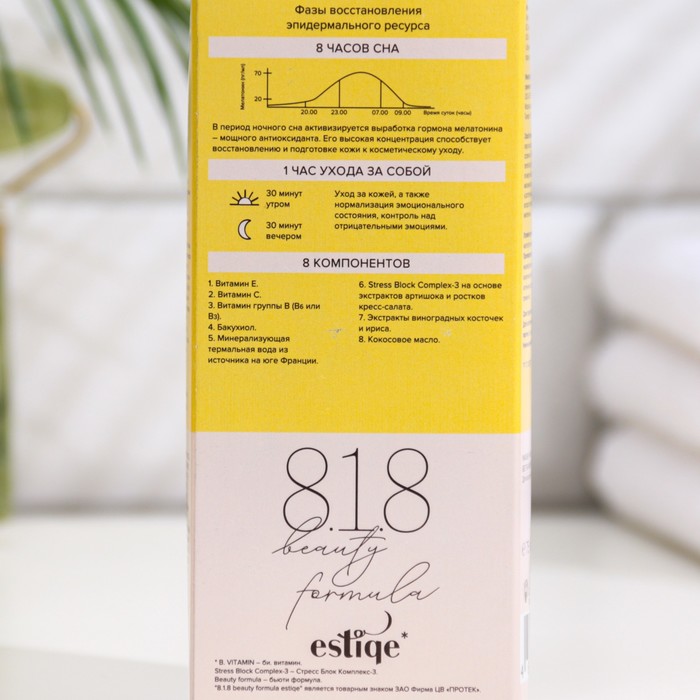 Фазы восстановления
эпидермального ресурса
8 ЧАСОВ СНА
Мелатонин (пг/мл)
70
20
20.00 23.00 07.00 09.00 Время суток (часы)
В период ночного сна активизируется выработка гормона мелатонина
– мощного антиоксиданта. Его высокая концентрация способствует
восстановлению и подготовке кожи к косметическому уходу.
1 ЧАС УХОДА ЗА СОБОЙ
30 минут
утром
30 минут
вечером
Уход за кожей, а также
нормализация эмоционального
состояния, контроль над
отрицательными эмоциями.
8 КОМПОНЕНТОВ
1. Витамин Е.
2. Витамин С.
3. Витамин группы В (В6 или
В3).
4. Бакухиол.
5. Минерализующая
термальная вода из
источника на юге Франции.
6. Stress Block Complex-3 на основе
экстрактов артишока и ростков
кресс-салата.
7. Экстракты виноградных косточек
и ириса.
8. Кокосовое масло.
8.1.8
beauty
formula
estiqe*
* B. VITAMIN – би. витамин.
Stress Block Complex-3 – Стресс Блок Комплекс-3.
Beauty formula – бьюти формула.
"8.1.8 beauty formula estiqe" является товарным знаком ЗАО Фирма ЦВ «ПРОТЕК».